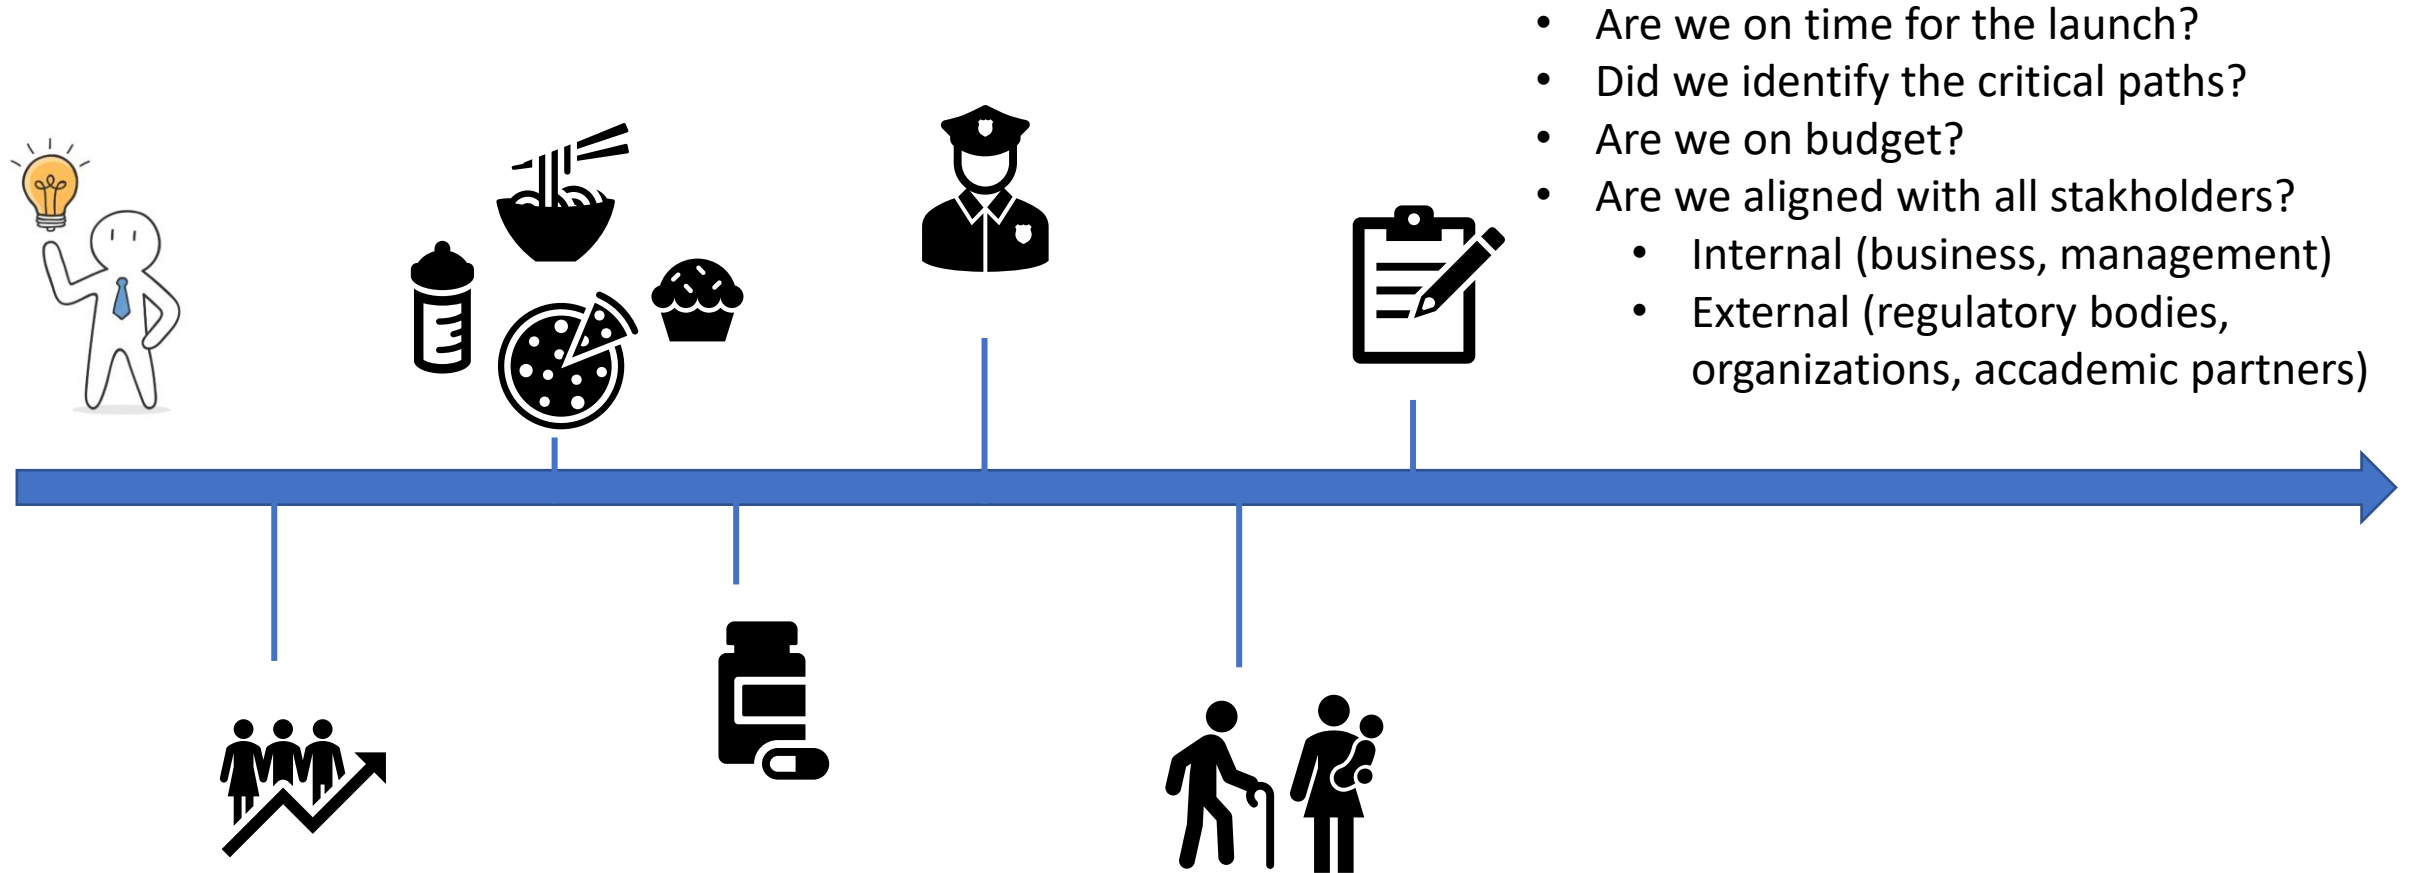 • Are we on time for the launch?
• Did we identify the critical paths?
• Are we on budget?
• Are we aligned with all stakholders?
• Internal (business, management)
• External (regulatory bodies,
organizations, accademic partners)